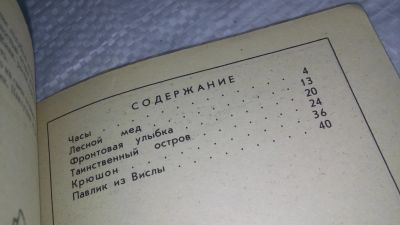 СОДЕРЖАНИЕ
Часы . . . . . . . . . . . . 4
Лесной мед . . . . . . . . . . 13
Фронтовая улыбка . . . . . . . . 20
Таинственный остров . . . . . . . 24
Крюшон . . . . . . . . . . . 36
Павлик из Вислы . . . . . . . . 40